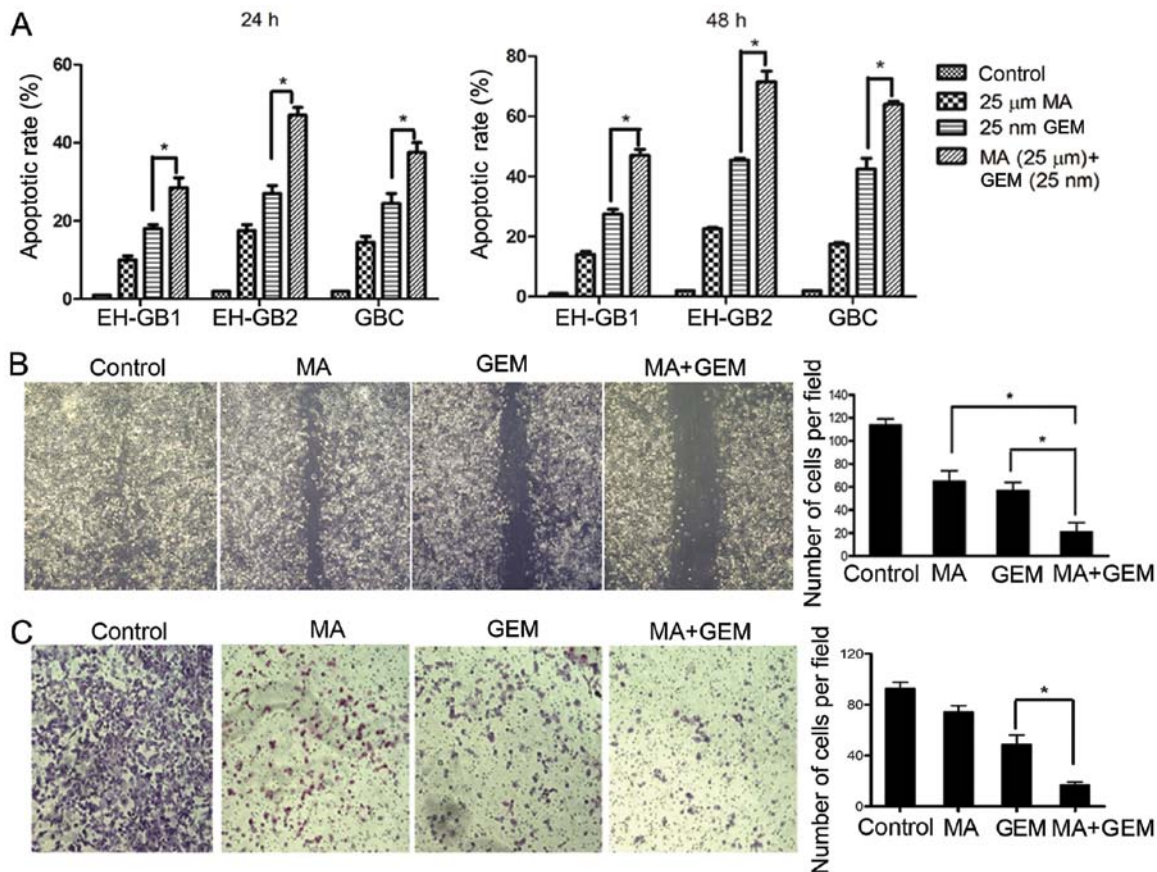 A
24 h
48 h
Apoptotic rate (%)
60
40
20
0
EH-GB1 EH-GB2 GBC
Apoptotic rate (%)
80
60
40
20
0
EH-GB1 EH-GB2 GBC
* * *
* * *
Control
25 μm MA
25 nm GEM
MA (25 μm)+
GEM (25 nm)
B
Control MA GEM MA+GEM
Number of cells per field
140
120
100
80
60
40
20
0
*
*
Control MA GEM MA+GEM
C
Control MA GEM MA+GEM
Number of cells per field
120
80
40
0
*
Control MA GEM MA+GEM